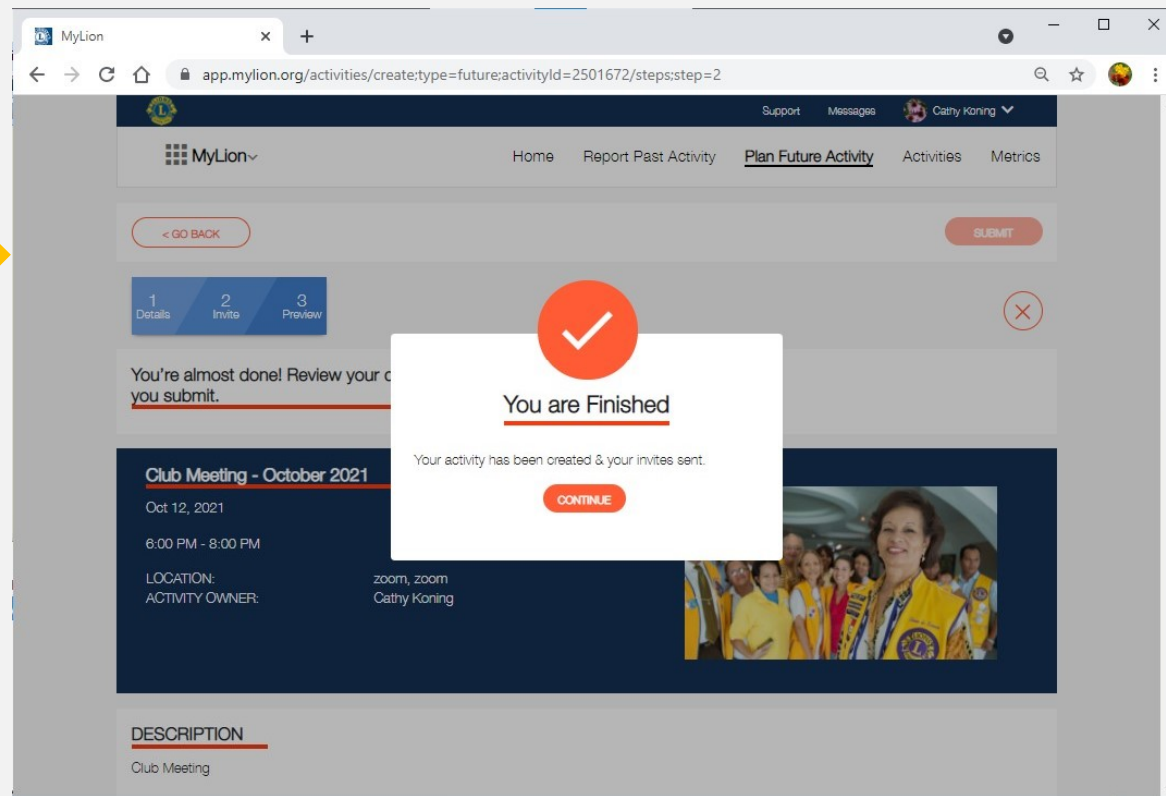 MyLion
app.mylion.org/activities/create;type=future;activityId=2501672/steps;step=2
Support Messages Cathy Koning
MyLion Home Report Past Activity Plan Future Activity Activities Metrics
< GO BACK SUBMIT
1 2 3
Details Invite Preview
You're almost done! Review your
you submit.
You are Finished
Your activity has been created & your invites sent.
CONTINUE
Club Meeting - October 2021
Oct 12, 2021
6:00 PM - 8:00 PM
LOCATION: zoom, zoom
ACTIVITY OWNER: Cathy Koning
DESCRIPTION
Club Meeting